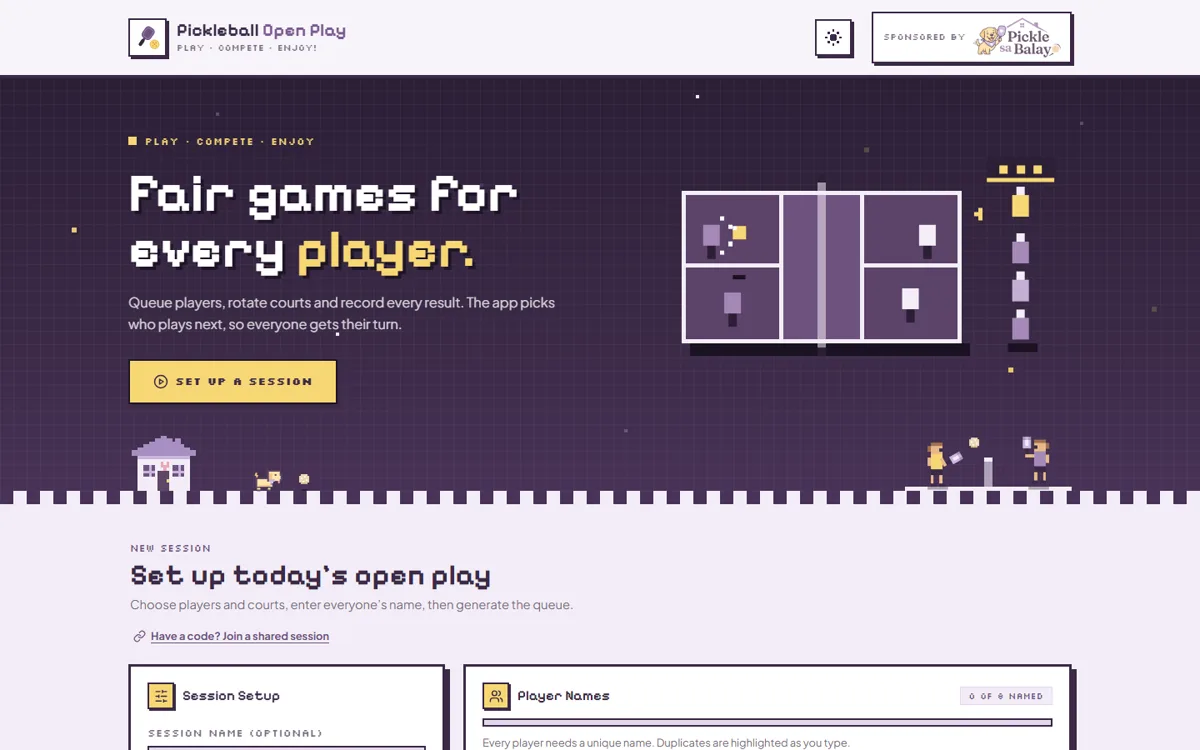 Pickleball Open Play
PLAY · COMPETE · ENJOY!
SPONSORED BY
Pickle
sa Balay
PLAY · COMPETE · ENJOY
Fair games for
every player.
Queue players, rotate courts and record every result. The app picks
who plays next, so everyone gets their turn.
SET UP A SESSION
NEW SESSION
Set up today's open play
Choose players and courts, enter everyone's name, then generate the queue.
Have a code? Join a shared session
Session Setup
SESSION NAME (OPTIONAL)
Player Names
0 OF 6 NAMED
Every player needs a unique name. Duplicates are highlighted as you type.